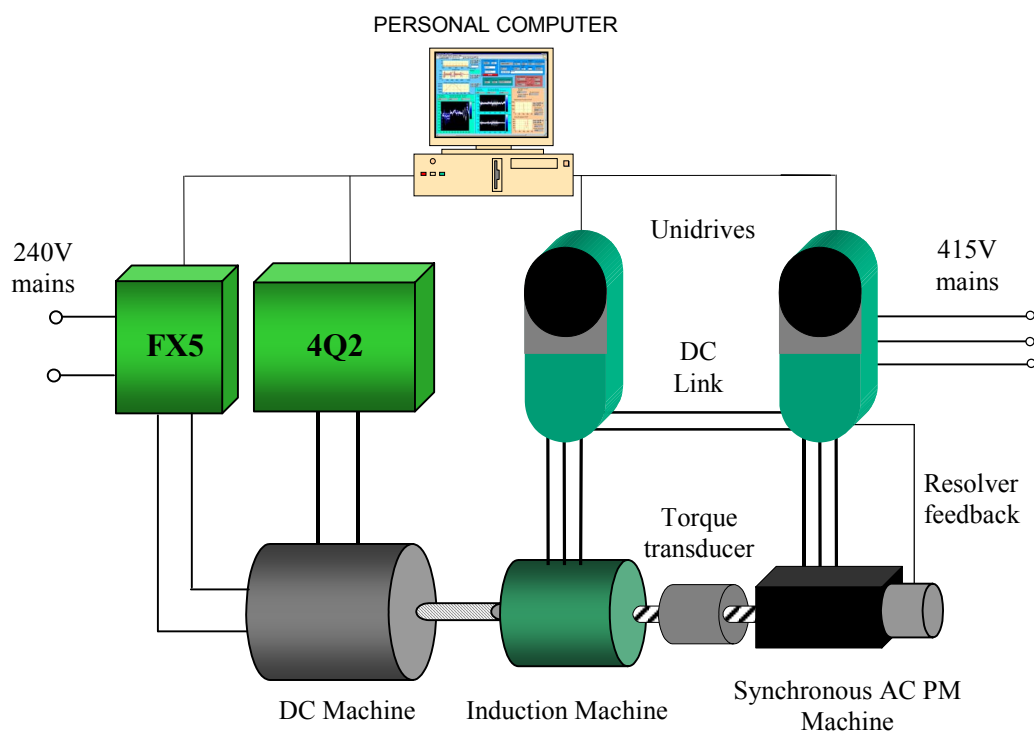 PERSONAL COMPUTER
240V
mains
FX5
4Q2
Unidrives
415V
mains
DC
Link
Resolver
feedback
Torque
transducer
DC Machine
Induction Machine
Synchronous AC PM
Machine